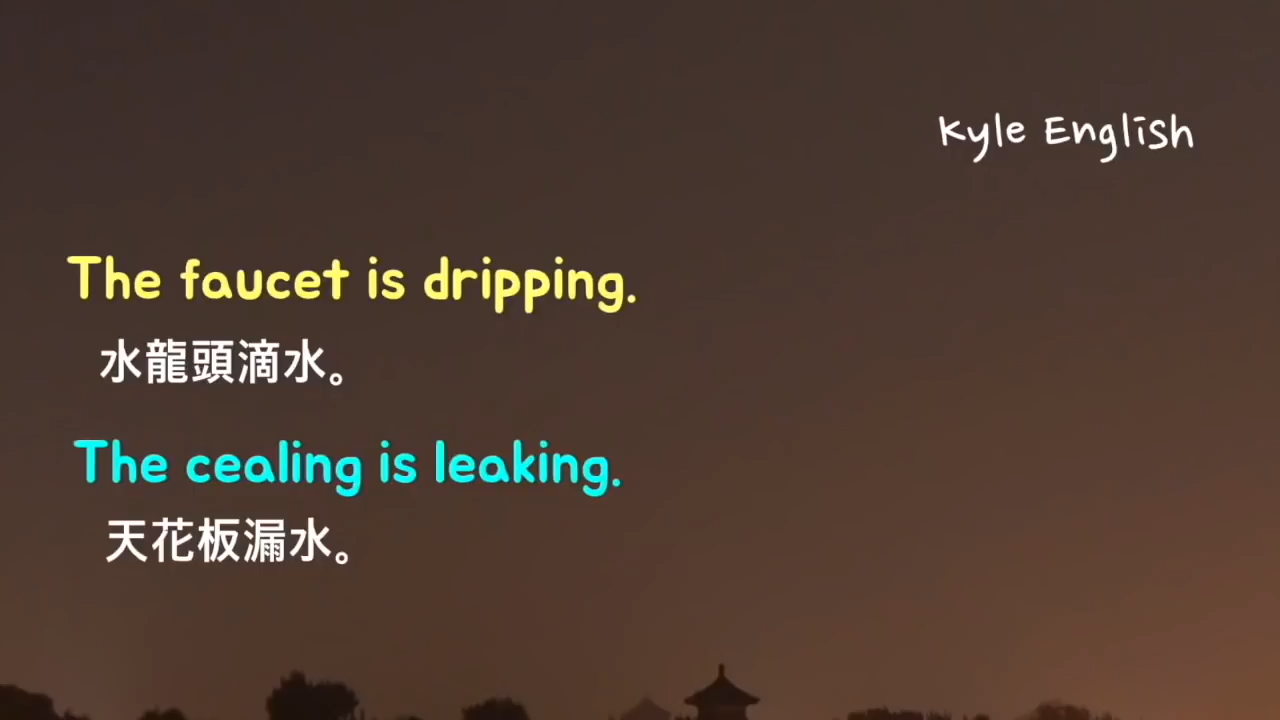 Kyle English
The faucet is dripping.
水龍頭滴水。
The cealing is leaking.
天花板漏水。